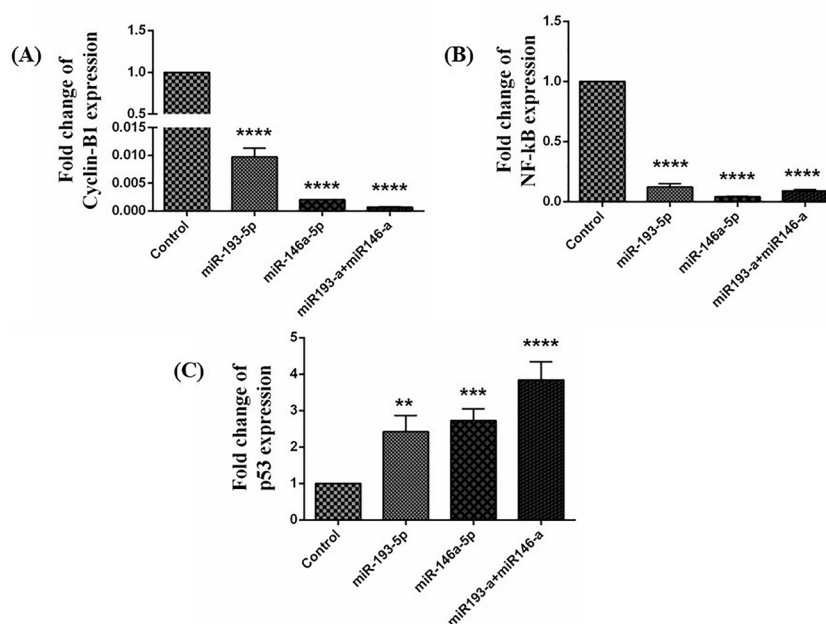 (A)
Fold change of
Cyclin-B1 expression
1.5
1.0
0.5
0.015
0.010
0.005
0.000
****
****
****
Control
miR-193-5p
miR-146a-5p
miR193-a+miR146-a
(B)
Fold change of
NF-kB expression
1.5
1.0
0.5
0.0
****
****
****
Control
miR-193-5p
miR-146a-5p
miR193-a+miR146-a
(C)
Fold change of
p53 expression
5
4
3
2
1
0
**
***
****
Control
miR-193-5p
miR-146a-5p
miR193-a+miR146-a